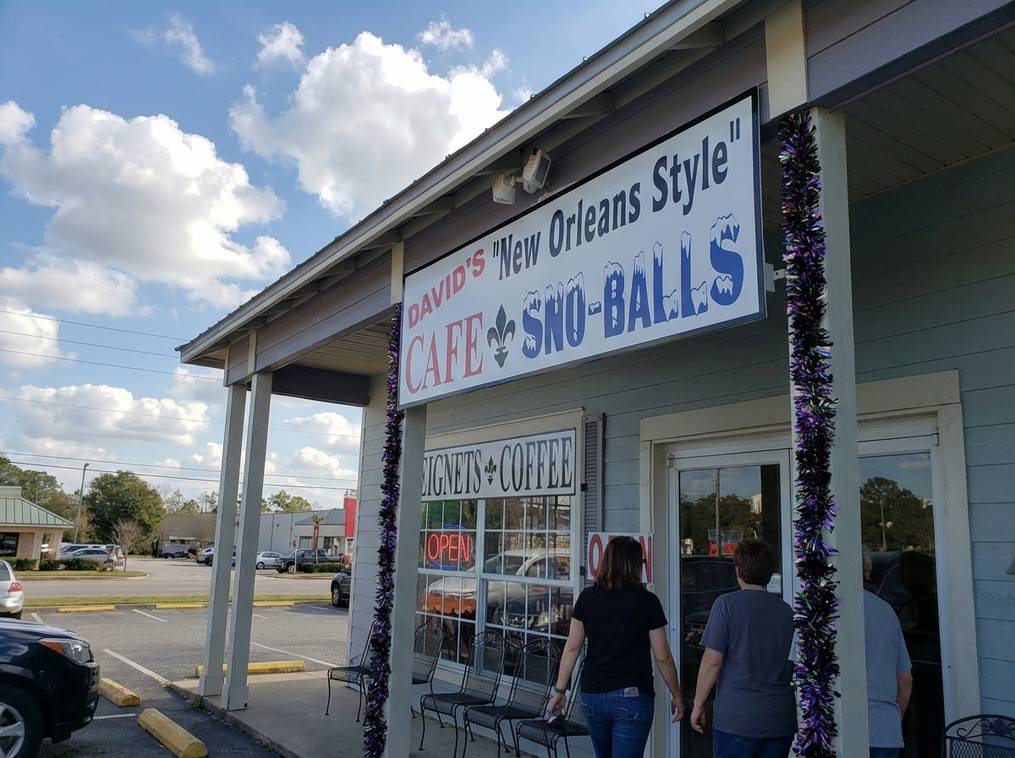 DAVID'S "New Orleans Style"
CAFE SNO-BALLS
EIGNETS COFFEE
OPEN
OPEN